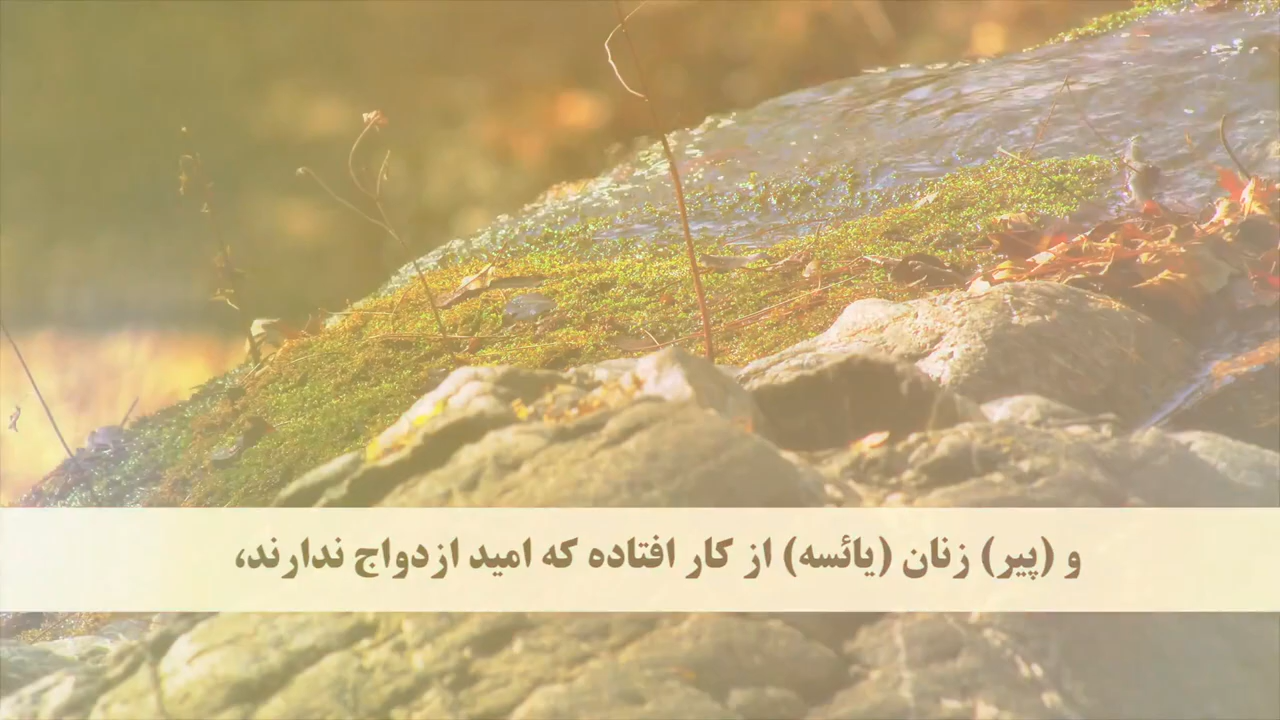 و (پیر) زنان (یائسه) از کار افتاده که امید ازدواج ندارند،